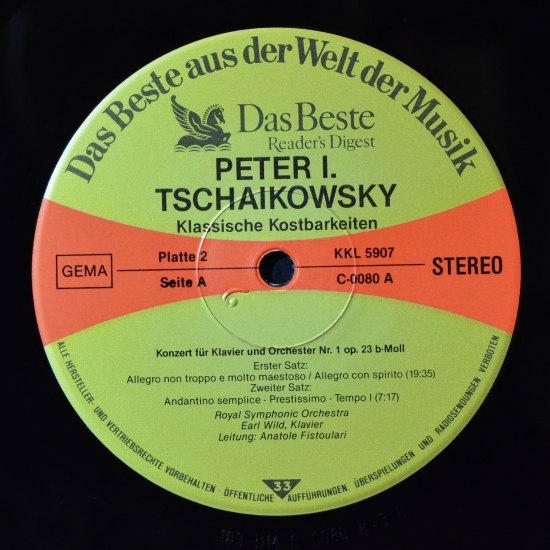 Das Beste aus der Welt der Musik
Das Beste
Reader's Digest
PETER I.
TSCHAIKOWSKY
Klassische Kostbarkeiten
GEMA
Platte 2
KKL 5907
STEREO
Seite A
C-0080 A
Konzert für Klavier und Orchester Nr. 1 op. 23 b-Moll
Erster Satz:
Allegro non troppo e molto maestoso / Allegro con spirito (19:35)
Zweiter Satz:
Andantino semplice - Prestissimo - Tempo I (7:17)
Royal Symphonic Orchestra
Earl Wild, Klavier
Leitung: Anatole Fistoulari
33
ALLE HERSTELLER- UND VERTRIEBSRECHTE VORBEHALTEN · ÖFFENTLICHE AUFFÜHRUNGEN, ÜBERSPIELUNGEN UND RADIOSENDUNGEN VERBOTEN